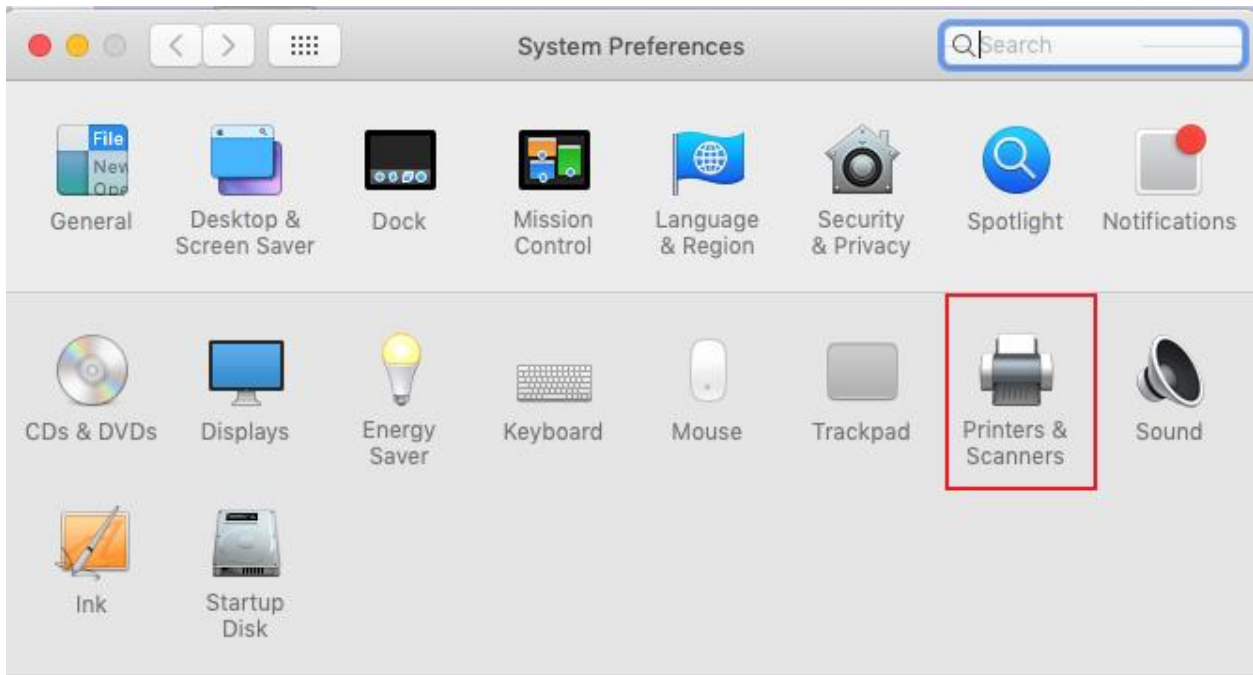 System Preferences
Search
File
New
Ope
General
Desktop &
Screen Saver
Dock
Mission
Control
Language
& Region
Security
& Privacy
Spotlight
Notifications
CDs & DVDs
Displays
Energy
Saver
Keyboard
Mouse
Trackpad
Printers &
Scanners
Sound
Ink
Startup
Disk